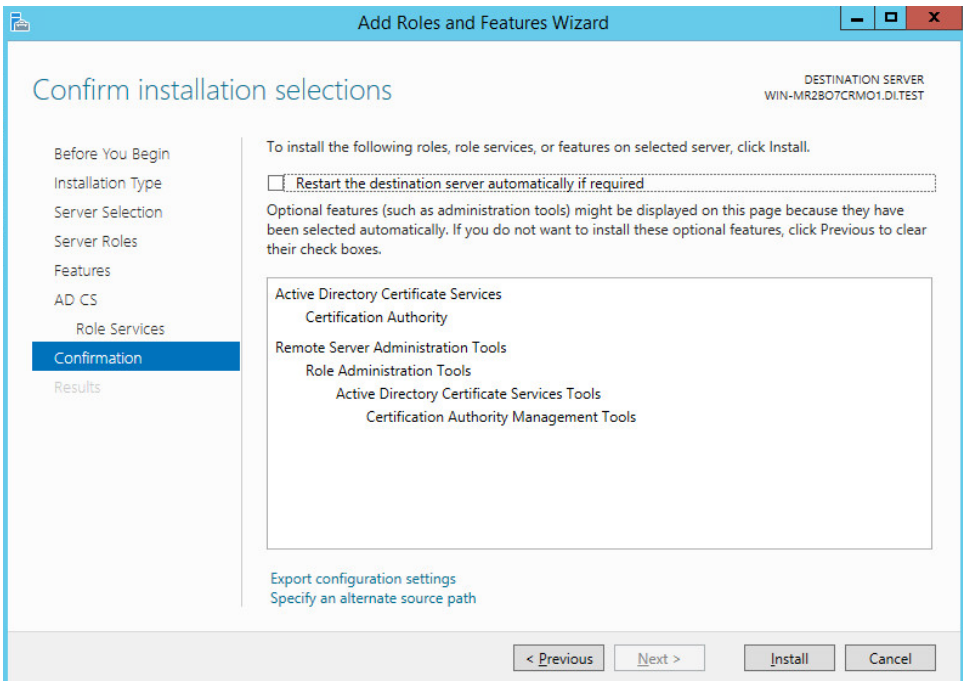 Add Roles and Features Wizard
Confirm installation selections
DESTINATION SERVER
WIN-MR2BO7CRMO1.DI.TEST
Before You Begin
Installation Type
Server Selection
Server Roles
Features
AD CS
Role Services
Confirmation
Results
To install the following roles, role services, or features on selected server, click Install.
Restart the destination server automatically if required
Optional features (such as administration tools) might be displayed on this page because they have
been selected automatically. If you do not want to install these optional features, click Previous to clear
their check boxes.
Active Directory Certificate Services
Certification Authority
Remote Server Administration Tools
Role Administration Tools
Active Directory Certificate Services Tools
Certification Authority Management Tools
Export configuration settings
Specify an alternate source path
< Previous
Next >
Install
Cancel